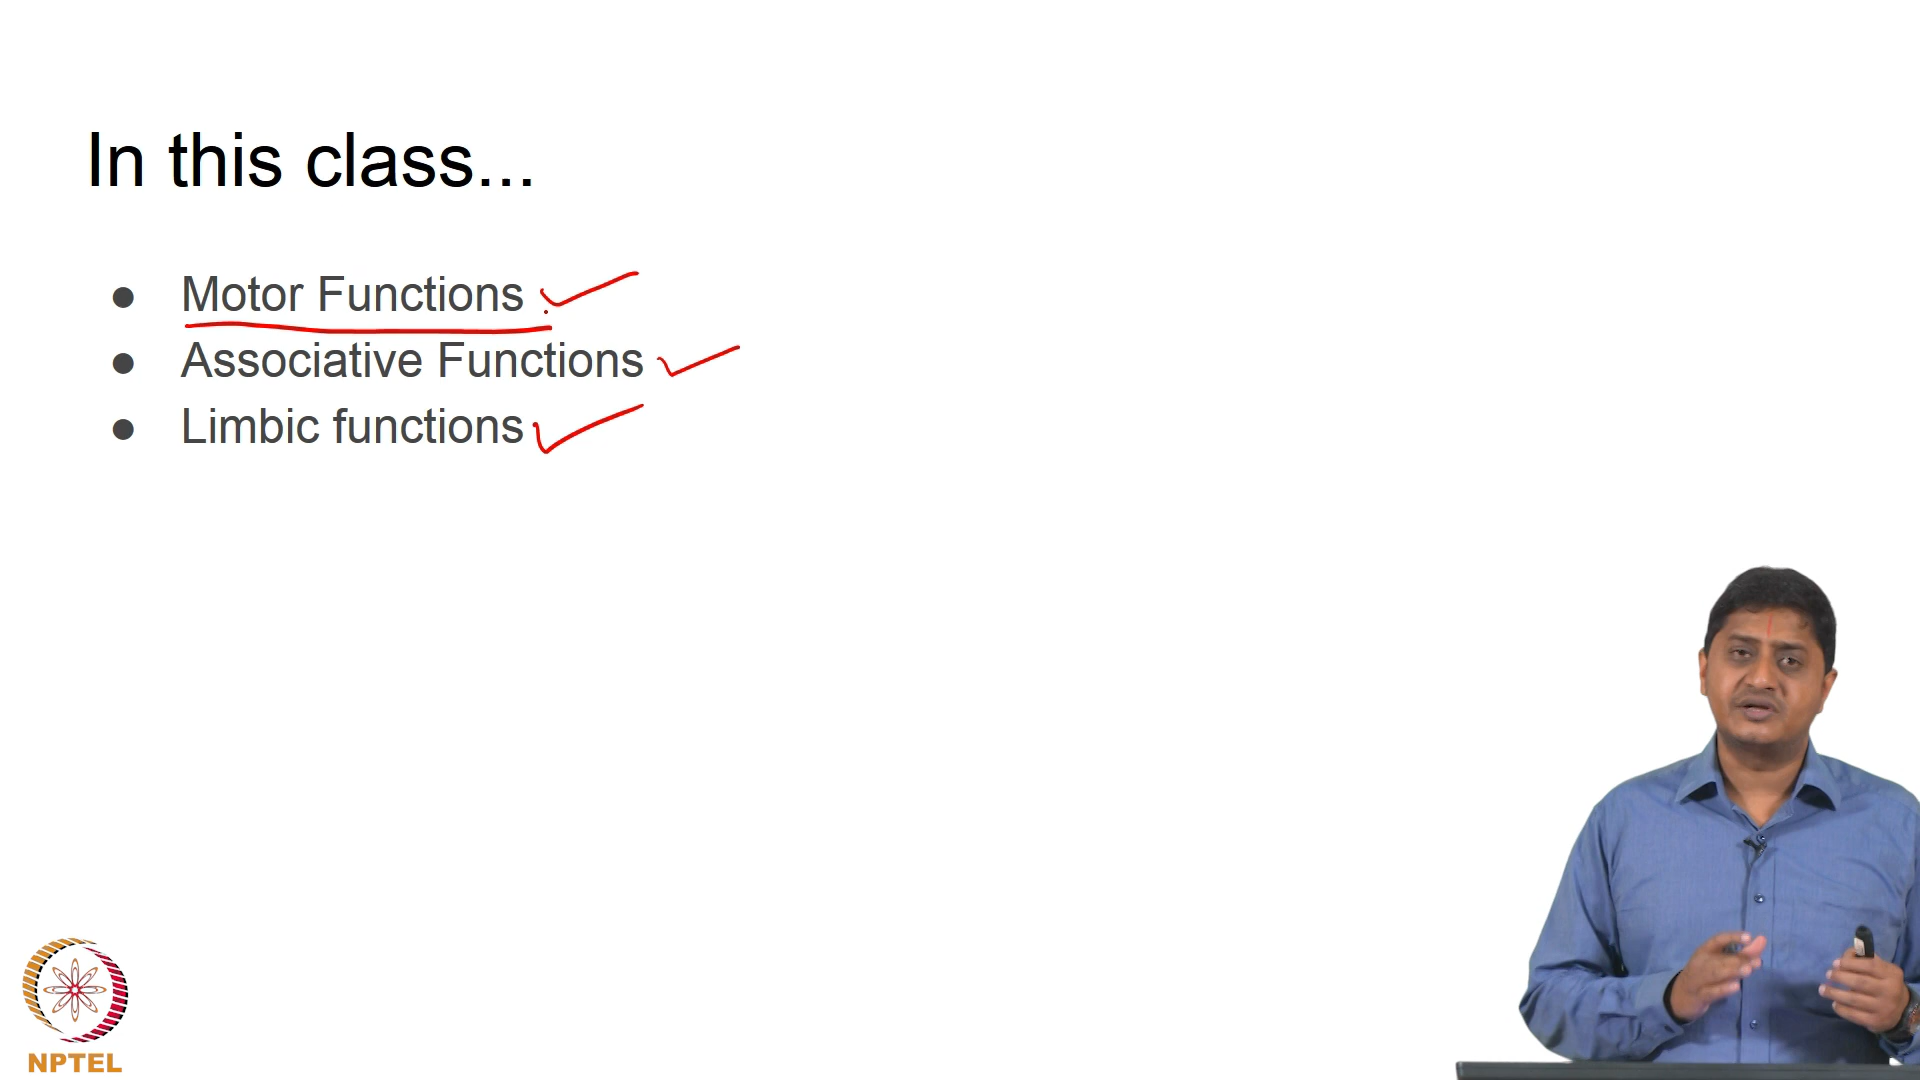 In this class...
● Motor Functions
● Associative Functions
● Limbic functions
NPTEL